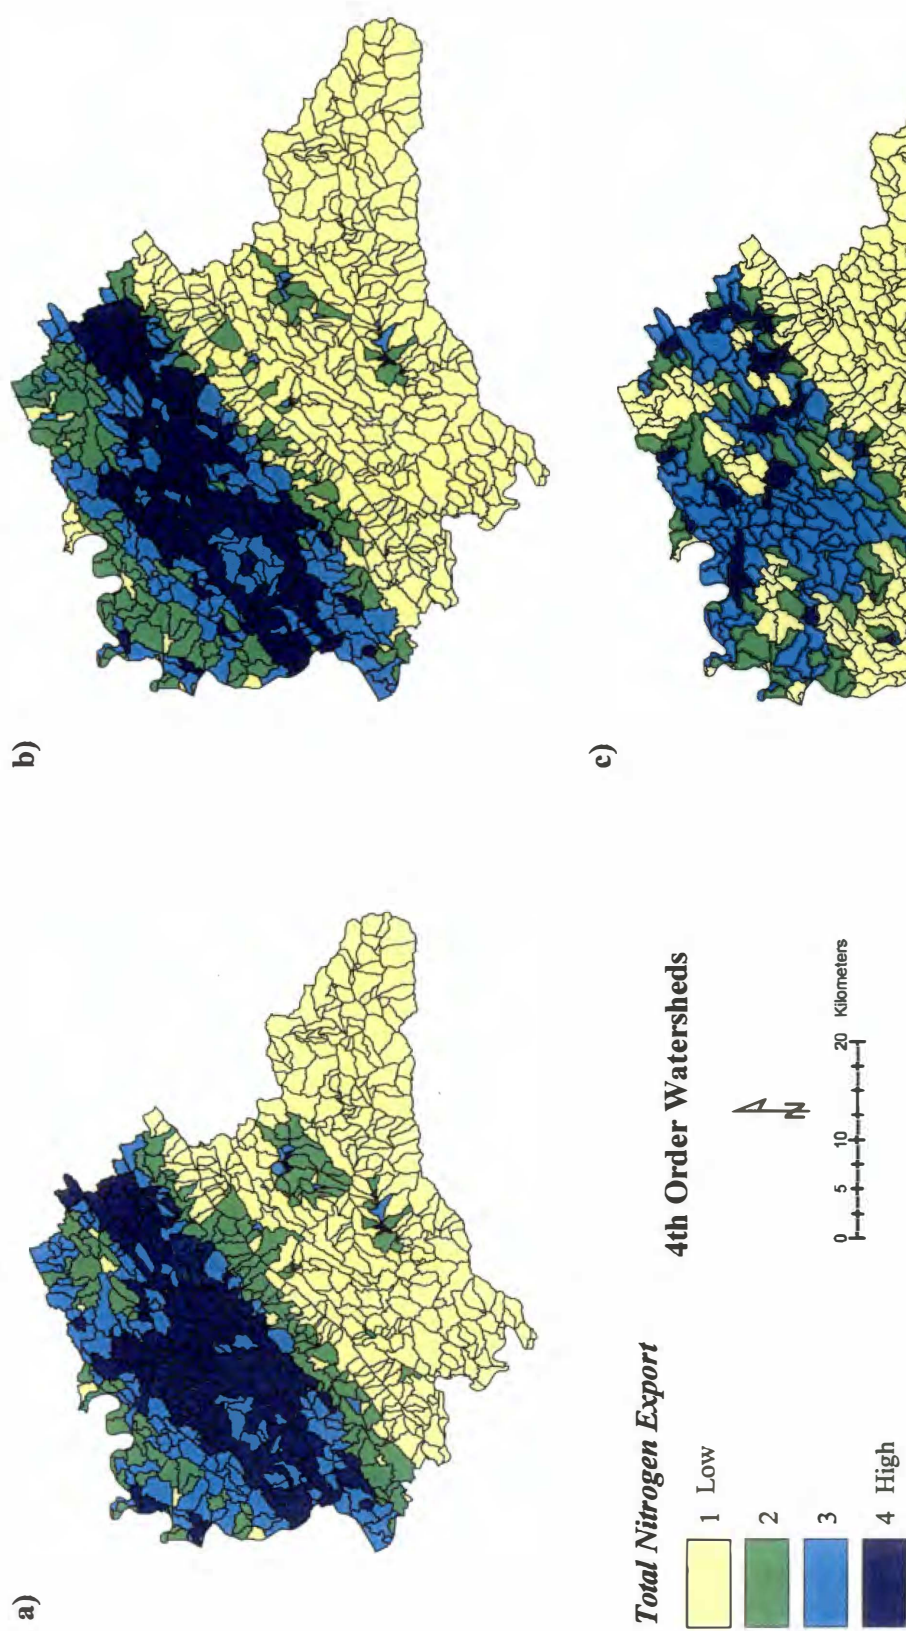 a)
b)
c)
Total Nitrogen Export
1 Low
2
3
4 High
4th Order Watersheds
N
0 5 10 20 Kilometers